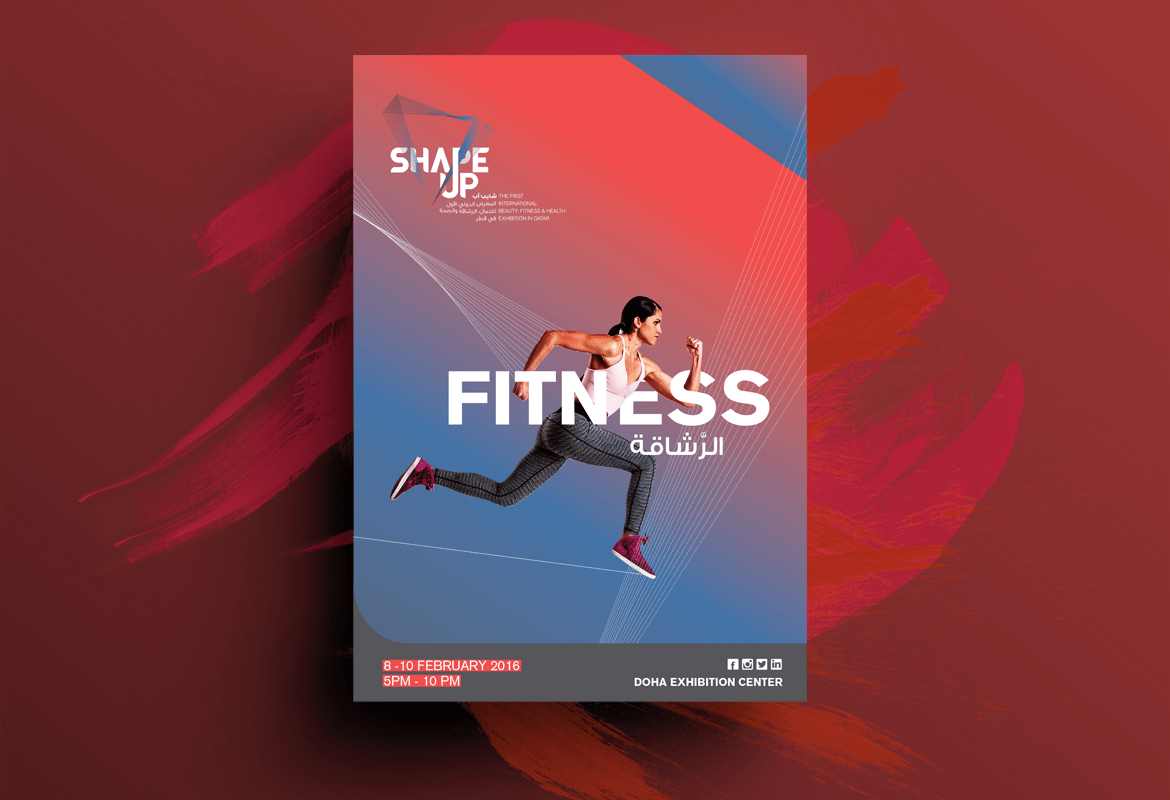 SHAPE
UP
شايب أب THE FIRST
المعرض الدولي الأول INTERNATIONAL
للجمال، الرشاقة والصحة BEAUTY, FITNESS & HEALTH
في قطر EXHIBITION IN QATAR
FITNESS
الرَّشاقة
8 -10 FEBRUARY 2016
5PM - 10 PM
DOHA EXHIBITION CENTER